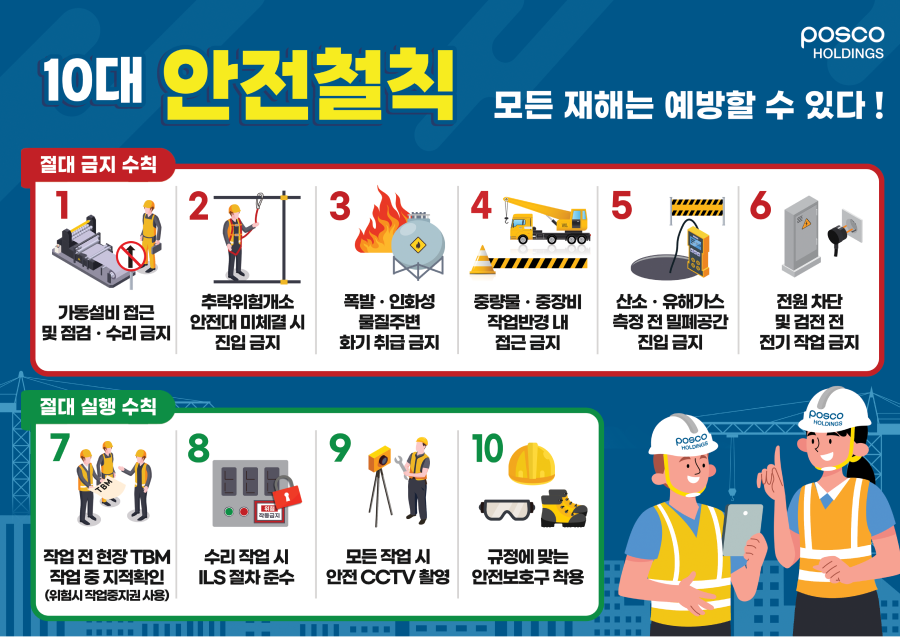 posco
HOLDINGS
10대 안전철칙
모든 재해는 예방할 수 있다 !
절대 금지 수칙
1
가동설비 접근
및 점검 · 수리 금지
2
추락위험개소
안전대 미체결 시
진입 금지
3
폭발 · 인화성
물질주변
화기 취급 금지
4
중량물 · 중장비
작업반경 내
접근 금지
5
산소 · 유해가스
측정 전 밀폐공간
진입 금지
6
전원 차단
및 검전 전
전기 작업 금지
절대 실행 수칙
7
TBM
작업 전 현장 TBM
작업 중 지적확인
(위험시 작업중지권 사용)
8
위험
작동금지
수리 작업 시
ILS 절차 준수
9
모든 작업 시
안전 CCTV 촬영
10
규정에 맞는
안전보호구 착용
posco
HOLDINGS
posco
HOLDINGS